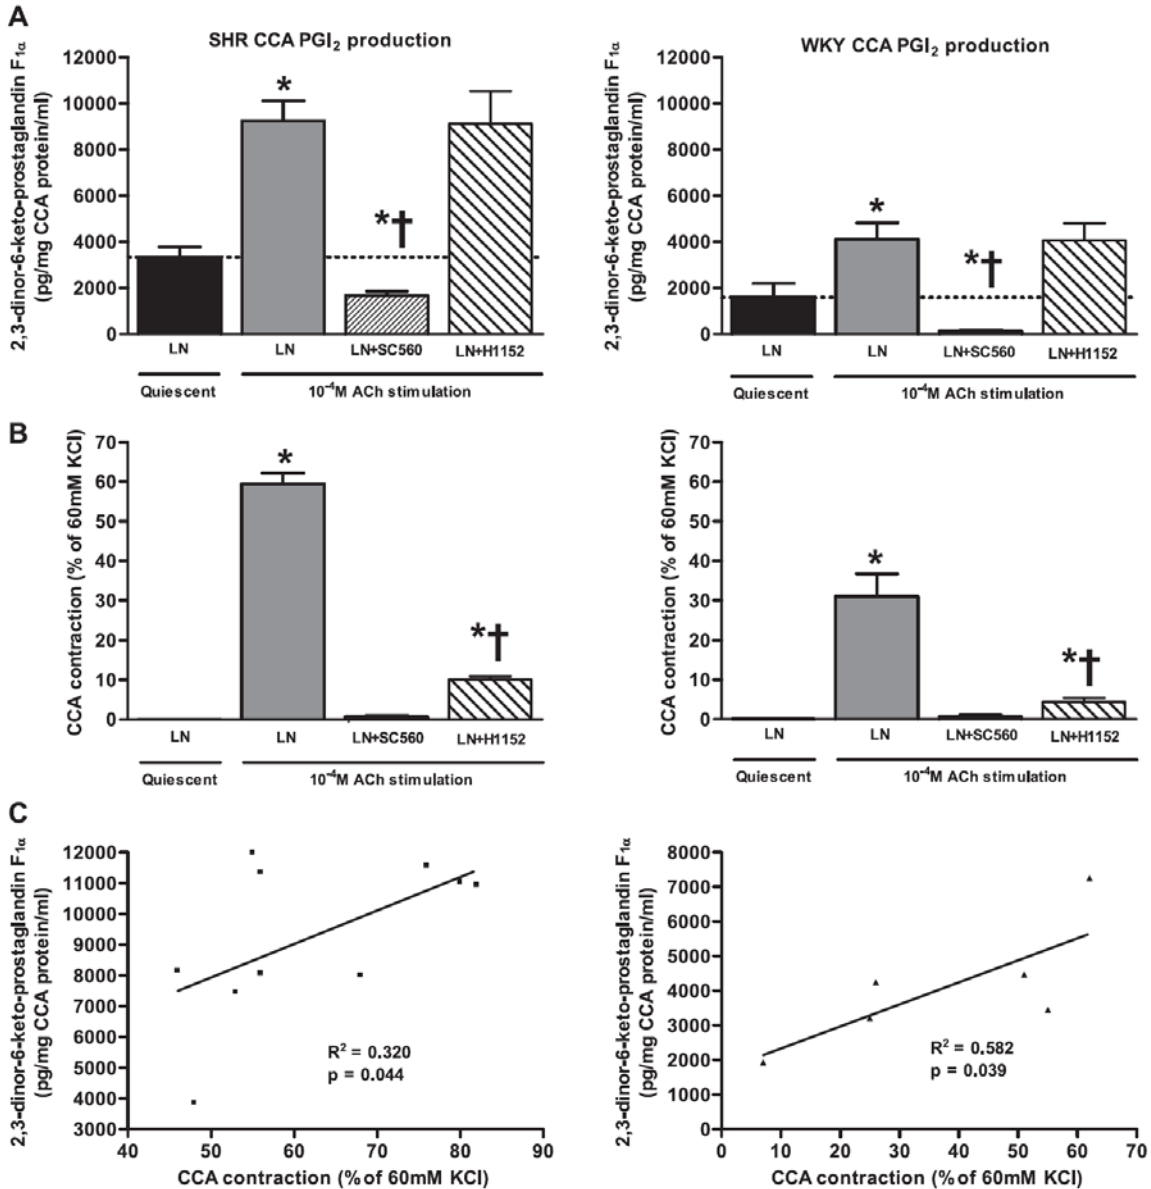 A
SHR CCA PGI₂ production
2,3-dinor-6-keto-prostaglandin F₁α
(pg/mg CCA protein/ml)
12000
10000
8000
6000
4000
2000
0
*
*†
LN
LN
LN+SC560
LN+H1152
Quiescent
10⁻⁴M ACh stimulation
WKY CCA PGI₂ production
2,3-dinor-6-keto-prostaglandin F₁α
(pg/mg CCA protein/ml)
12000
10000
8000
6000
4000
2000
0
*
*†
LN
LN
LN+SC560
LN+H1152
Quiescent
10⁻⁴M ACh stimulation
B
CCA contraction (% of 60mM KCl)
70
60
50
40
30
20
10
0
*
*†
LN
LN
LN+SC560
LN+H1152
Quiescent
10⁻⁴M ACh stimulation
CCA contraction (% of 60mM KCl)
70
60
50
40
30
20
10
0
*
*†
LN
LN
LN+SC560
LN+H1152
Quiescent
10⁻⁴M ACh stimulation
C
2,3-dinor-6-keto-prostaglandin F₁α
(pg/mg CCA protein/ml)
12000
11000
10000
9000
8000
7000
6000
5000
4000
3000
R² = 0.320
p = 0.044
40 50 60 70 80 90
CCA contraction (% of 60mM KCl)
2,3-dinor-6-keto-prostaglandin F₁α
(pg/mg CCA protein/ml)
8000
7000
6000
5000
4000
3000
2000
1000
0
R² = 0.582
p = 0.039
0 10 20 30 40 50 60 70
CCA contraction (% of 60mM KCl)